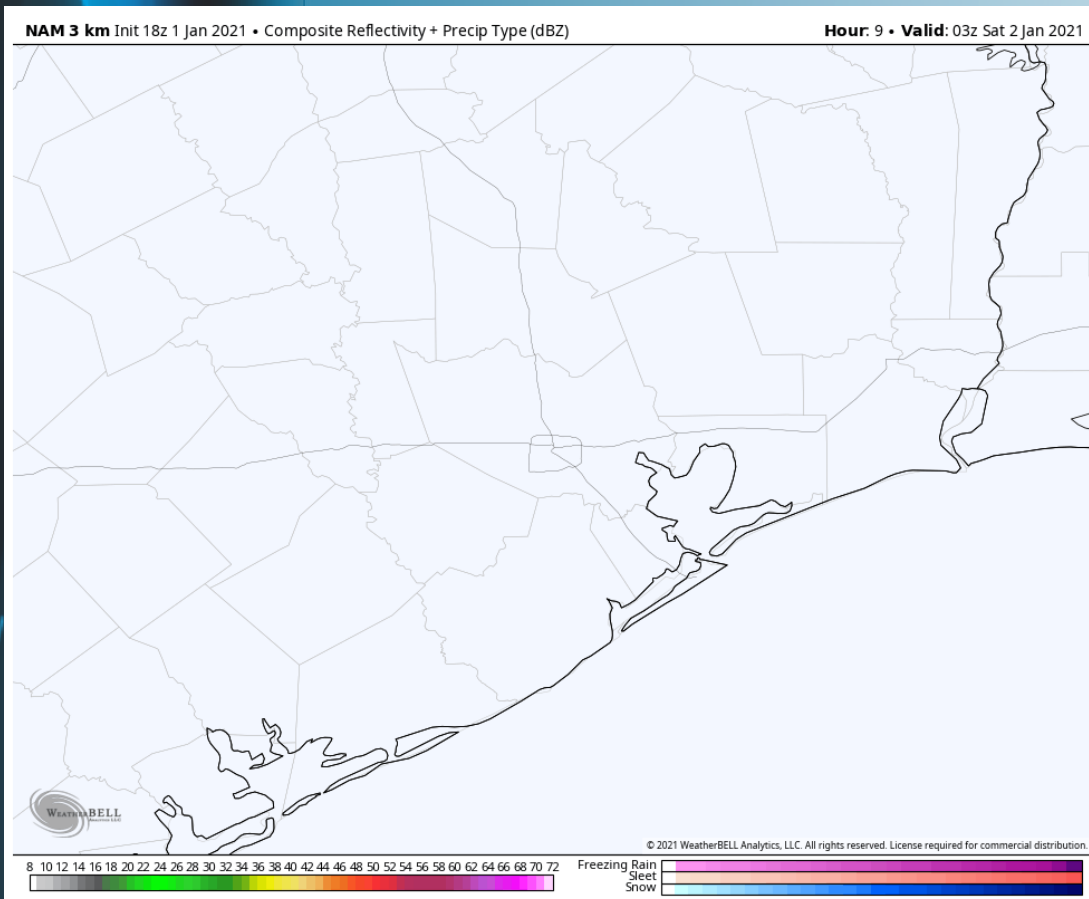 NAM 3 km Init 18z 1 Jan 2021 • Composite Reflectivity + Precip Type (dBZ) Hour: 9 • Valid: 03z Sat 2 Jan 2021
WEATHERBELL
ANALYTICS LLC
© 2021 WeatherBELL Analytics, LLC. All rights reserved. License required for commercial distribution.
8 10 12 14 16 18 20 22 24 26 28 30 32 34 36 38 40 42 44 46 48 50 52 54 56 58 60 62 64 66 68 70 72
Freezing Rain
Sleet
Snow